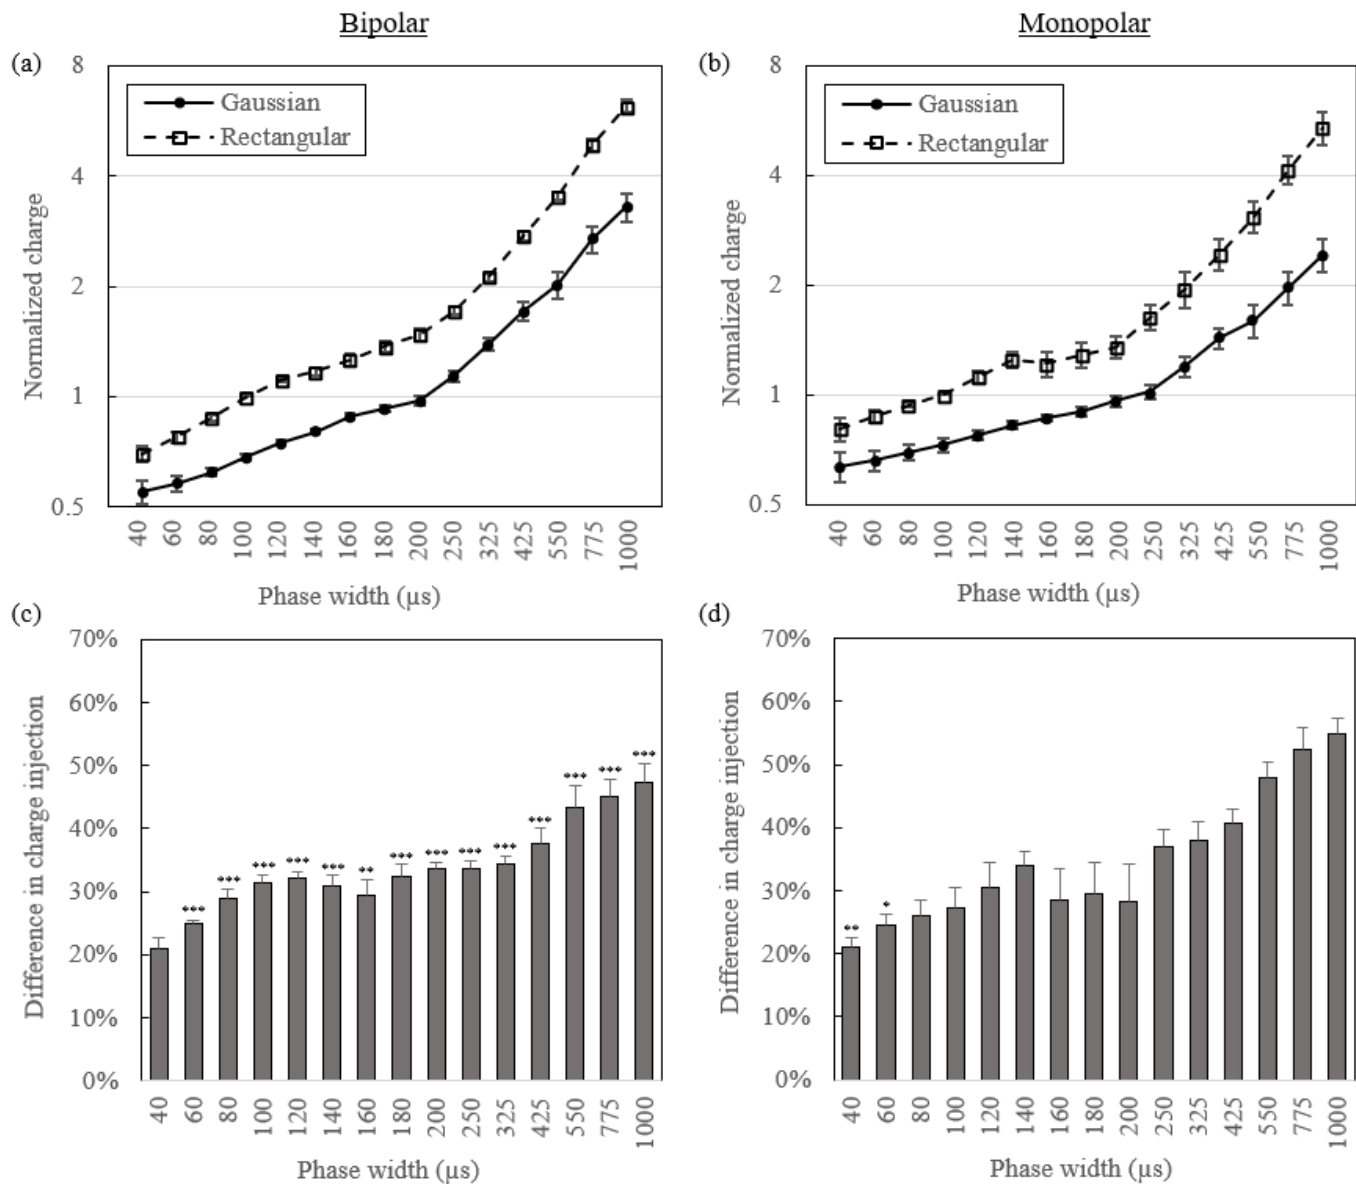 Bipolar
Monopolar
(a)
8
4
2
1
0.5
Normalized charge
Gaussian
Rectangular
40 60 80 100 120 140 160 180 200 250 325 425 550 775 1000
Phase width (µs)
(b)
8
4
2
1
0.5
Normalized charge
Gaussian
Rectangular
40 60 80 100 120 140 160 180 200 250 325 425 550 775 1000
Phase width (µs)
(c)
70%
60%
50%
40%
30%
20%
10%
0%
Difference in charge injection
*** *** *** *** *** ** *** *** *** *** *** *** *** ***
40 60 80 100 120 140 160 180 200 250 325 425 550 775 1000
Phase width (µs)
(d)
70%
60%
50%
40%
30%
20%
10%
0%
Difference in charge injection
** *
40 60 80 100 120 140 160 180 200 250 325 425 550 775 1000
Phase width (µs)